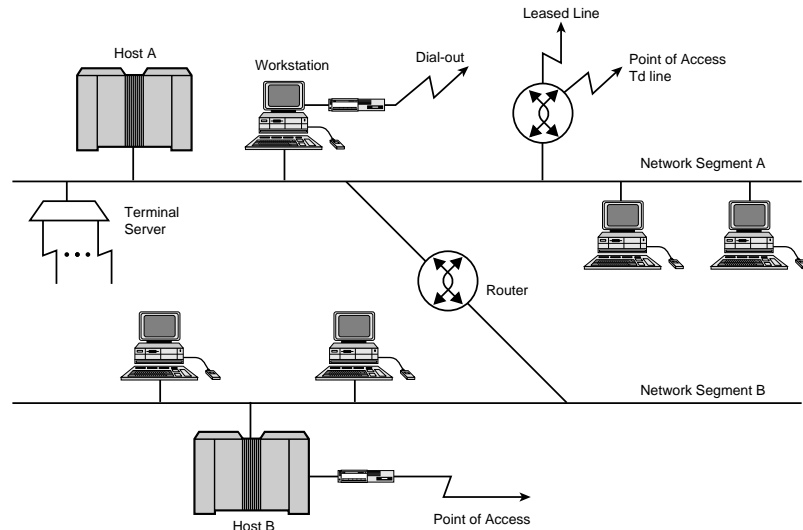 Leased Line
Host A
Workstation
Dial-out
Point of Access
Td line
Network Segment A
Terminal
Server
Router
Network Segment B
Host B
Point of Access